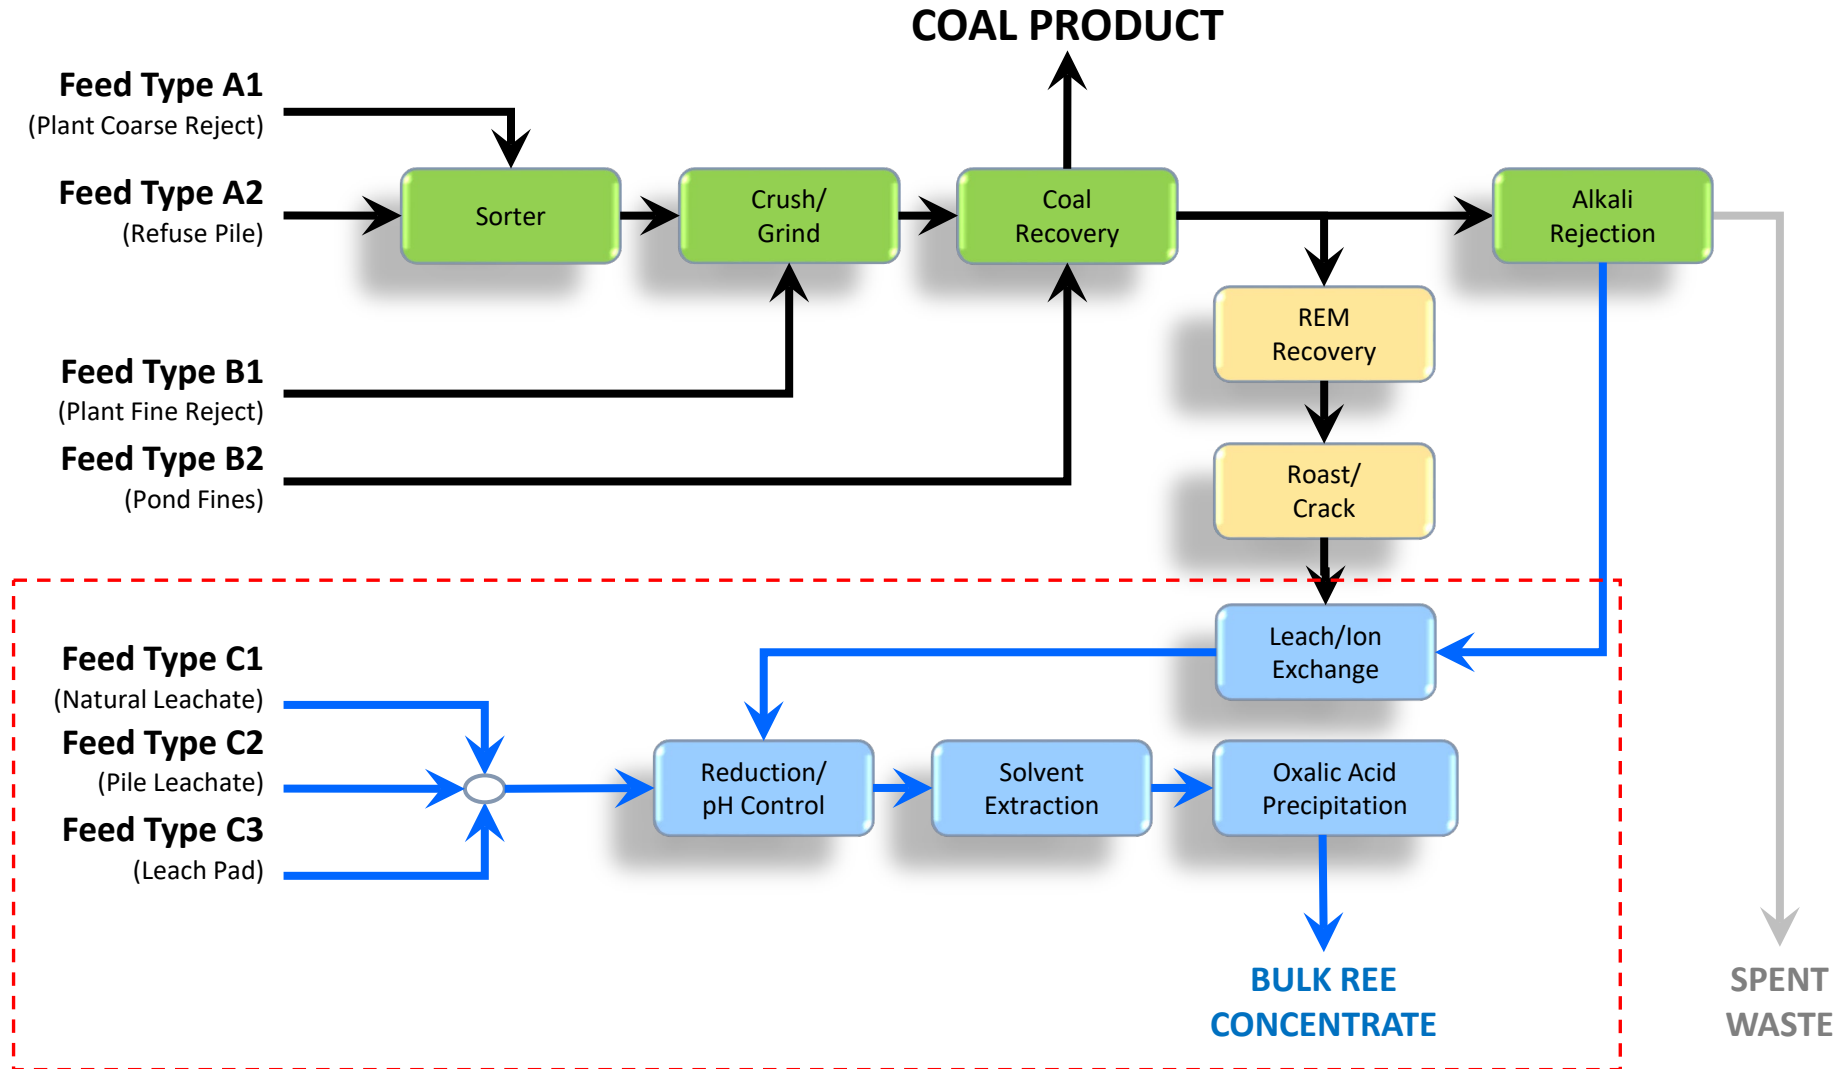 COAL PRODUCT
Feed Type A1
(Plant Coarse Reject)
Feed Type A2
(Refuse Pile)
Sorter
Crush/
Grind
Coal
Recovery
Alkali
Rejection
REM
Recovery
Feed Type B1
(Plant Fine Reject)
Feed Type B2
(Pond Fines)
Roast/
Crack
Leach/Ion
Exchange
Feed Type C1
(Natural Leachate)
Feed Type C2
(Pile Leachate)
Feed Type C3
(Leach Pad)
Reduction/
pH Control
Solvent
Extraction
Oxalic Acid
Precipitation
BULK REE
CONCENTRATE
SPENT
WASTE